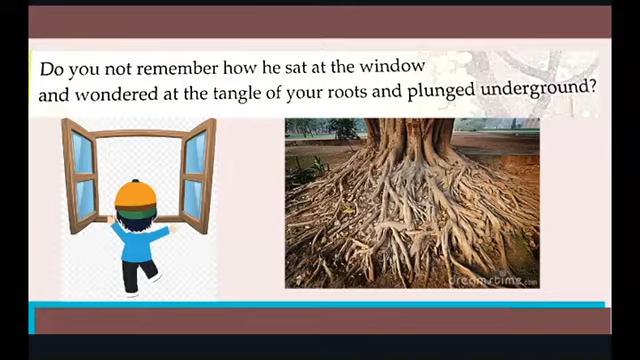 Do you not remember how he sat at the window
and wondered at the tangle of your roots and plunged underground?
dreamstime.com